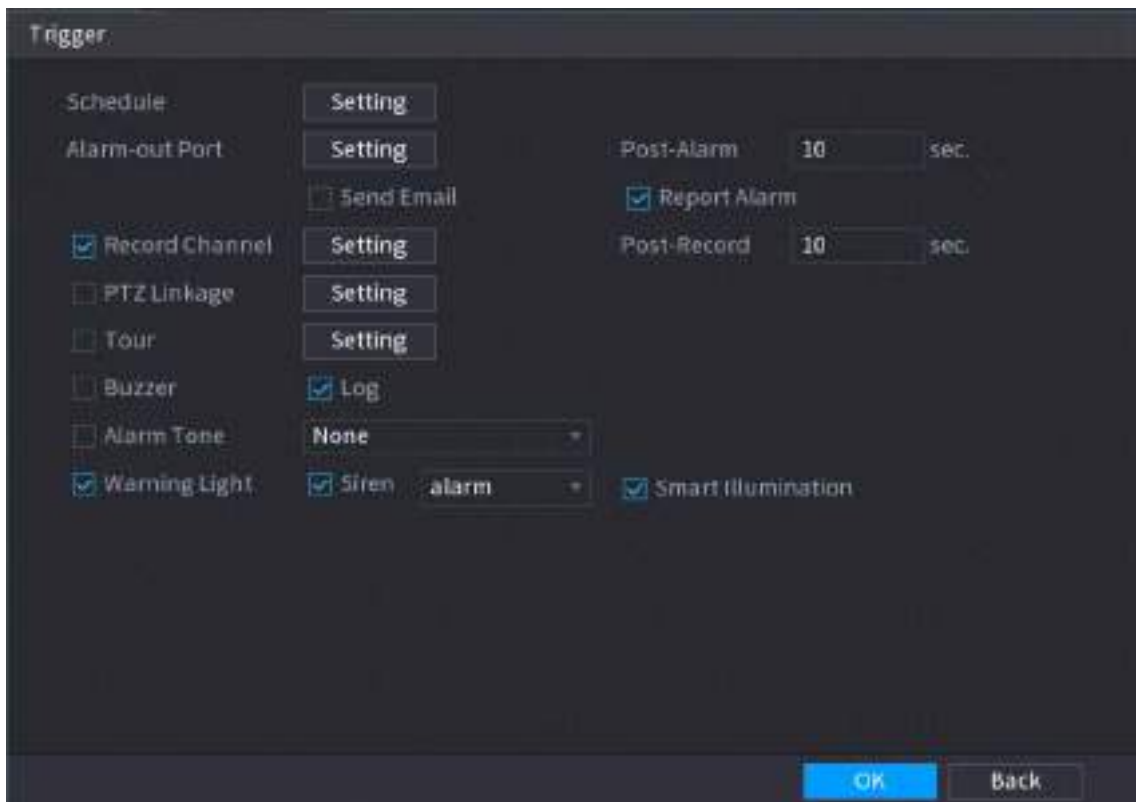 Trigger
Schedule Setting
Alarm-out Port Setting Post-Alarm 10 sec.
Send Email Report Alarm
Record Channel Setting Post-Record 10 sec.
PTZ Linkage Setting
Tour Setting
Buzzer Log
Alarm Tone None
Warning Light Siren alarm Smart Illumination
OK Back